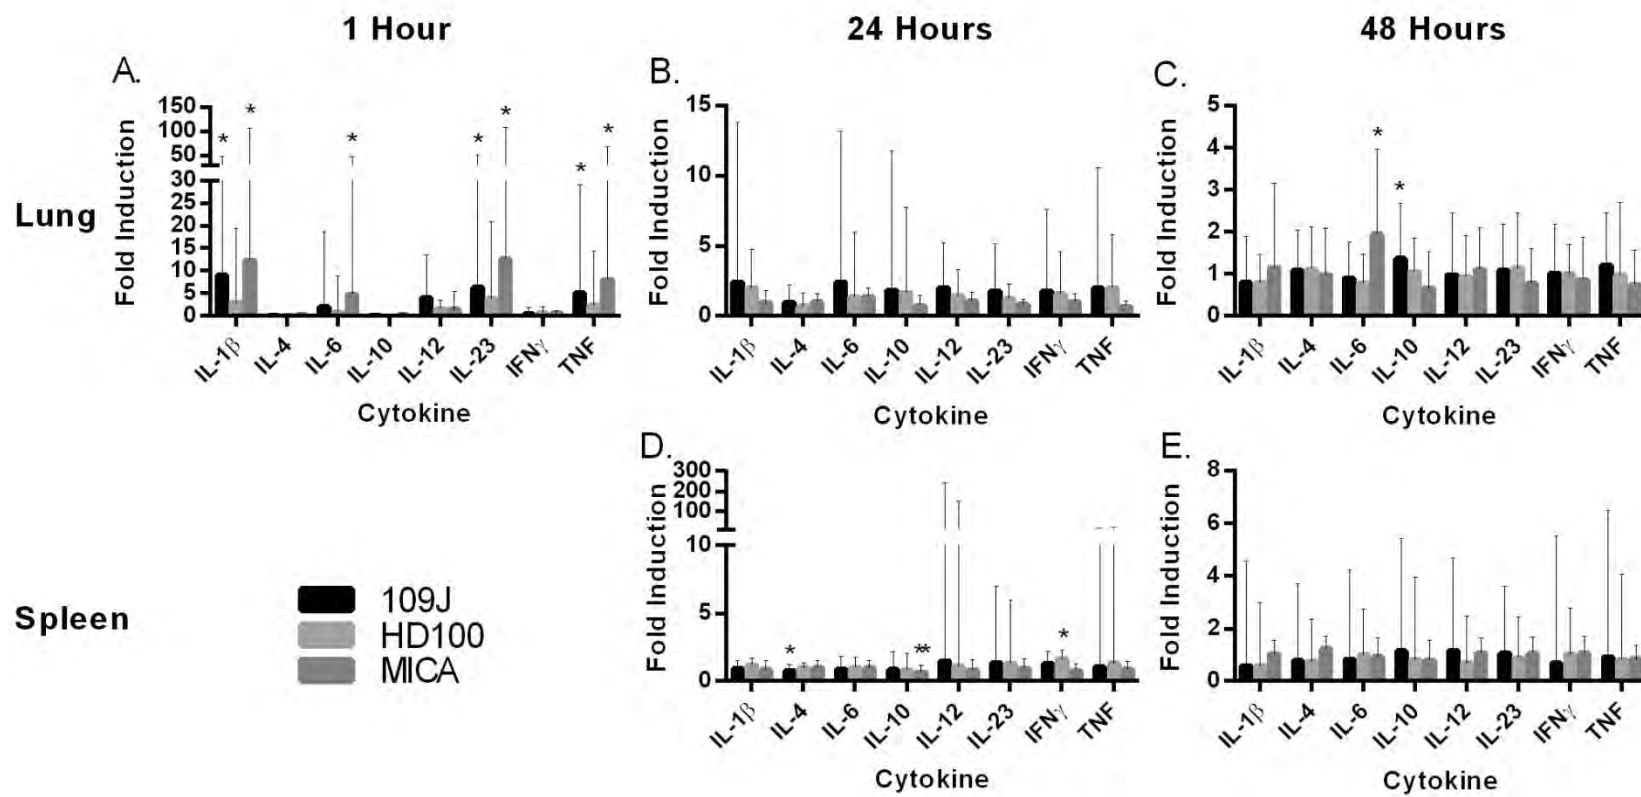 1 Hour
24 Hours
48 Hours
Lung
A.
Fold Induction
150
100
50
30
25
20
15
10
5
0
* * * * * * *
IL-1β IL-4 IL-6 IL-10 IL-12 IL-23 IFNγ TNF
Cytokine
B.
Fold Induction
15
10
5
0
IL-1β IL-4 IL-6 IL-10 IL-12 IL-23 IFNγ TNF
Cytokine
C.
Fold Induction
5
4
3
2
1
0
* *
IL-1β IL-4 IL-6 IL-10 IL-12 IL-23 IFNγ TNF
Cytokine
Spleen
109J
HD100
MICA
D.
Fold Induction
300
200
100
10
5
0
* ** *
IL-1β IL-4 IL-6 IL-10 IL-12 IL-23 IFNγ TNF
Cytokine
E.
Fold Induction
8
6
4
2
0
IL-1β IL-4 IL-6 IL-10 IL-12 IL-23 IFNγ TNF
Cytokine